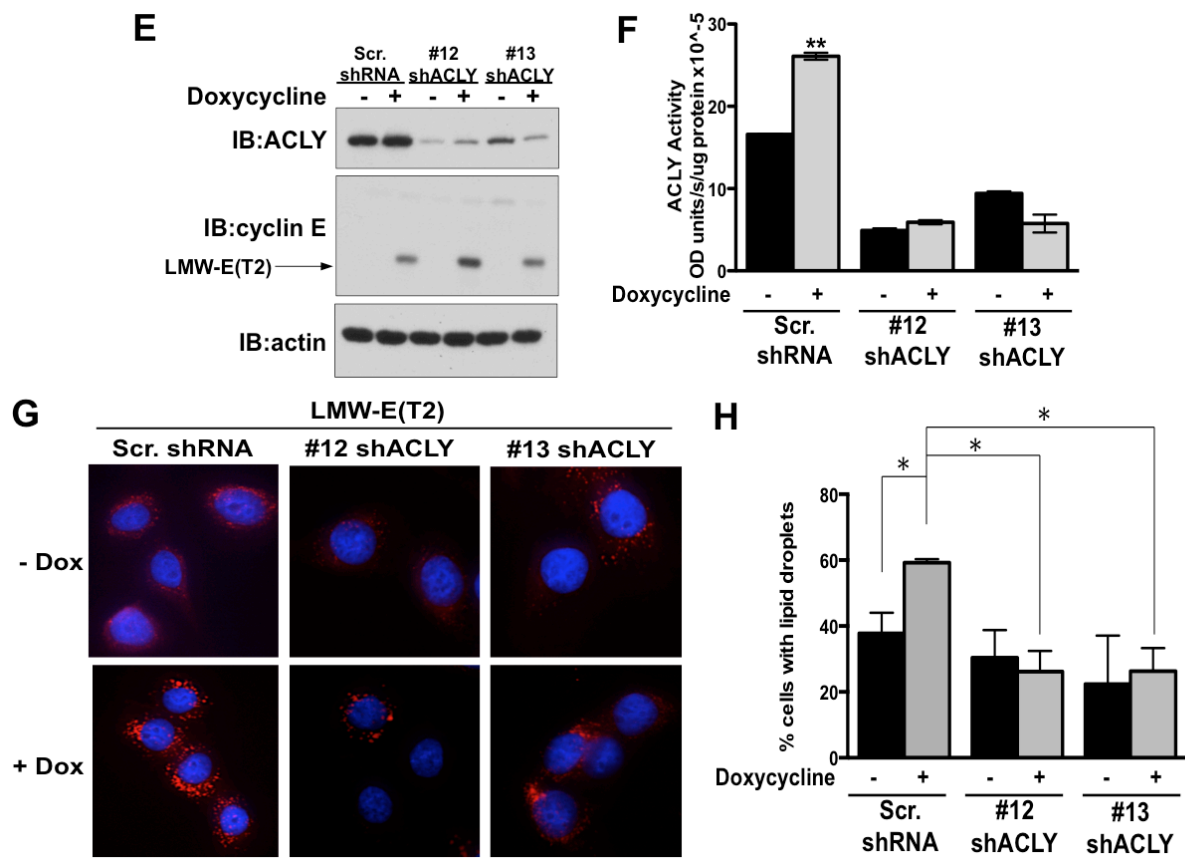 E
Scr. #12 #13
shRNA shACLY shACLY
Doxycycline - + - + - +
IB:ACLY
IB:cyclin E
LMW-E(T2)
IB:actin
F
ACLY Activity
OD units/s/ug protein x10^-5
30
20
10
0
**
Doxycycline - + - + - +
Scr. #12 #13
shRNA shACLY shACLY
G
LMW-E(T2)
Scr. shRNA #12 shACLY #13 shACLY
- Dox
+ Dox
H
% cells with lipid droplets
80
60
40
20
0
*
*
*
Doxycycline - + - + - +
Scr. #12 #13
shRNA shACLY shACLY